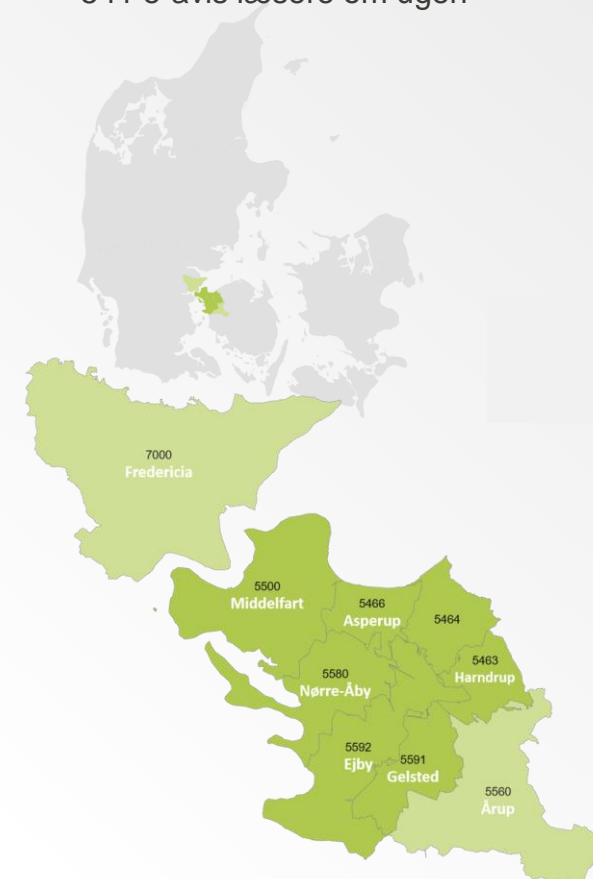 7000
Fredericia
5500
Middelfart
5466
Asperup
5464
5463
Harndrup
5580
Nørre-Åby
5592
Ejby
5591
Gelsted
5560
Årup